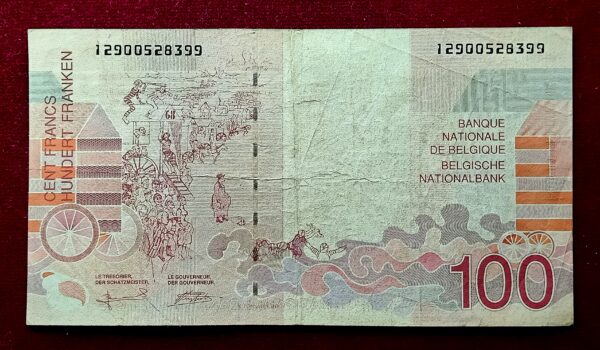 12900528399
12900528399
CENT FRANCS
HUNDERT FRANKEN
BANQUE
NATIONALE
DE BELGIQUE
BELGISCHE
NATIONALBANK
LE TRESORIER,
DER SCHATZMEISTER,
LE GOUVERNEUR,
DER GOUVERNEUR,
100